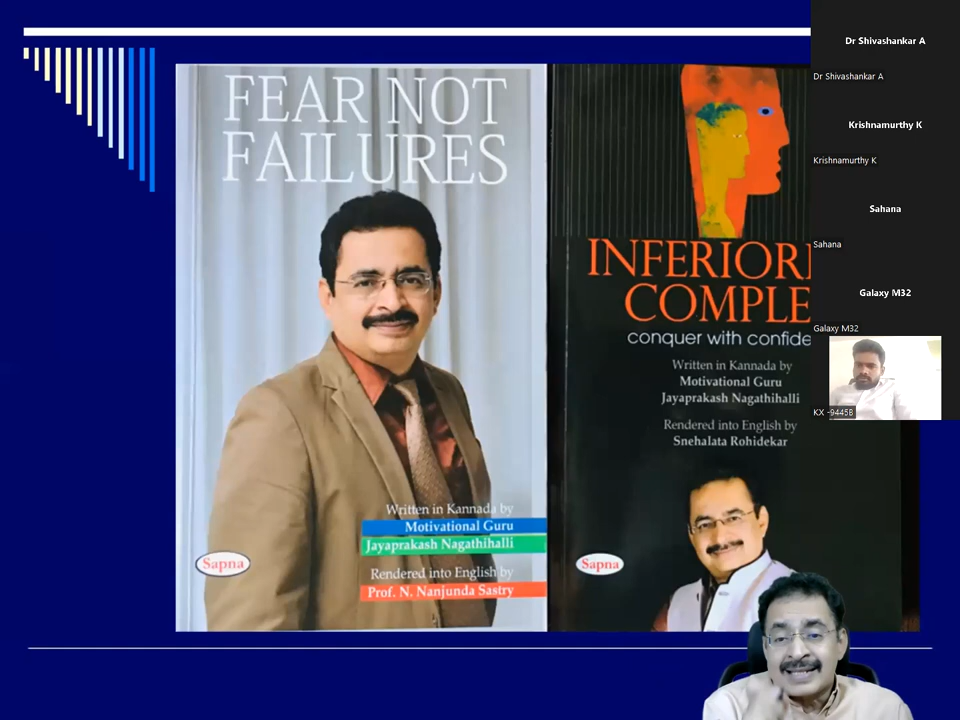 FEAR NOT
FAILURES
Written in Kannada by
Motivational Guru
Jayaprakash Nagathihalli
Rendered into English by
Prof. N. Nanjunda Sastry
Sapna
INFERIOR
COMPLE
conquer with confide
Written in Kannada by
Motivational Guru
Jayaprakash Nagathihalli
Rendered into English by
Snehalata Rohidekar
Sapna
Dr Shivashankar A
Dr Shivashankar A
Krishnamurthy K
Krishnamurthy K
Sahana
Sahana
Galaxy M32
Galaxy M32
KX -9445B